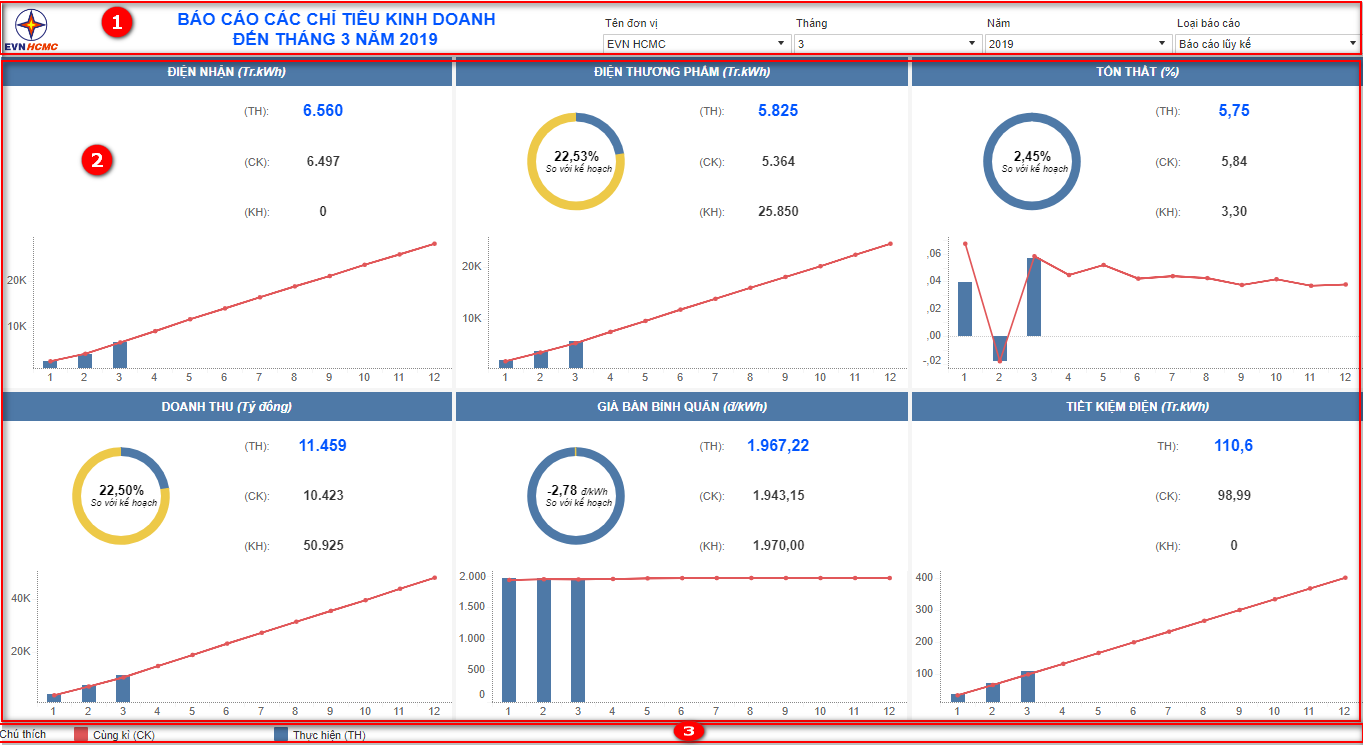 1
BÁO CÁO CÁC CHỈ TIÊU KINH DOANH
ĐẾN THÁNG 3 NĂM 2019
EVNHCMC
Tên đơn vị
Tháng
Năm
Loại báo cáo
EVN HCMC
3
2019
Báo cáo lũy kế
ĐIỆN NHẬN (Tr.kWh)
2
(TH): 6.560
(CK): 6.497
(KH): 0
20K
10K
1 2 3 4 5 6 7 8 9 10 11 12
ĐIỆN THƯƠNG PHẨM (Tr.kWh)
22,53%
So với kế hoạch
(TH): 5.825
(CK): 5.364
(KH): 25.850
20K
10K
1 2 3 4 5 6 7 8 9 10 11 12
TỔN THẤT (%)
2,45%
So với kế hoạch
(TH): 5,75
(CK): 5,84
(KH): 3,30
,06
,04
,02
,00
-,02
1 2 3 4 5 6 7 8 9 10 11 12
DOANH THU (Tỷ đồng)
22,50%
So với kế hoạch
(TH): 11.459
(CK): 10.423
(KH): 50.925
40K
20K
1 2 3 4 5 6 7 8 9 10 11 12
GIÁ BÁN BÌNH QUÂN (đ/kWh)
-2,78 đ/kWh
So với kế hoạch
(TH): 1.967,22
(CK): 1.943,15
(KH): 1.970,00
2.000
1.500
1.000
500
0
1 2 3 4 5 6 7 8 9 10 11 12
TIẾT KIỆM ĐIỆN (Tr.kWh)
TH): 110,6
(CK): 98,99
(KH): 0
400
300
200
100
1 2 3 4 5 6 7 8 9 10 11 12
Chú thích
Cùng kì (CK)
Thực hiện (TH)
3